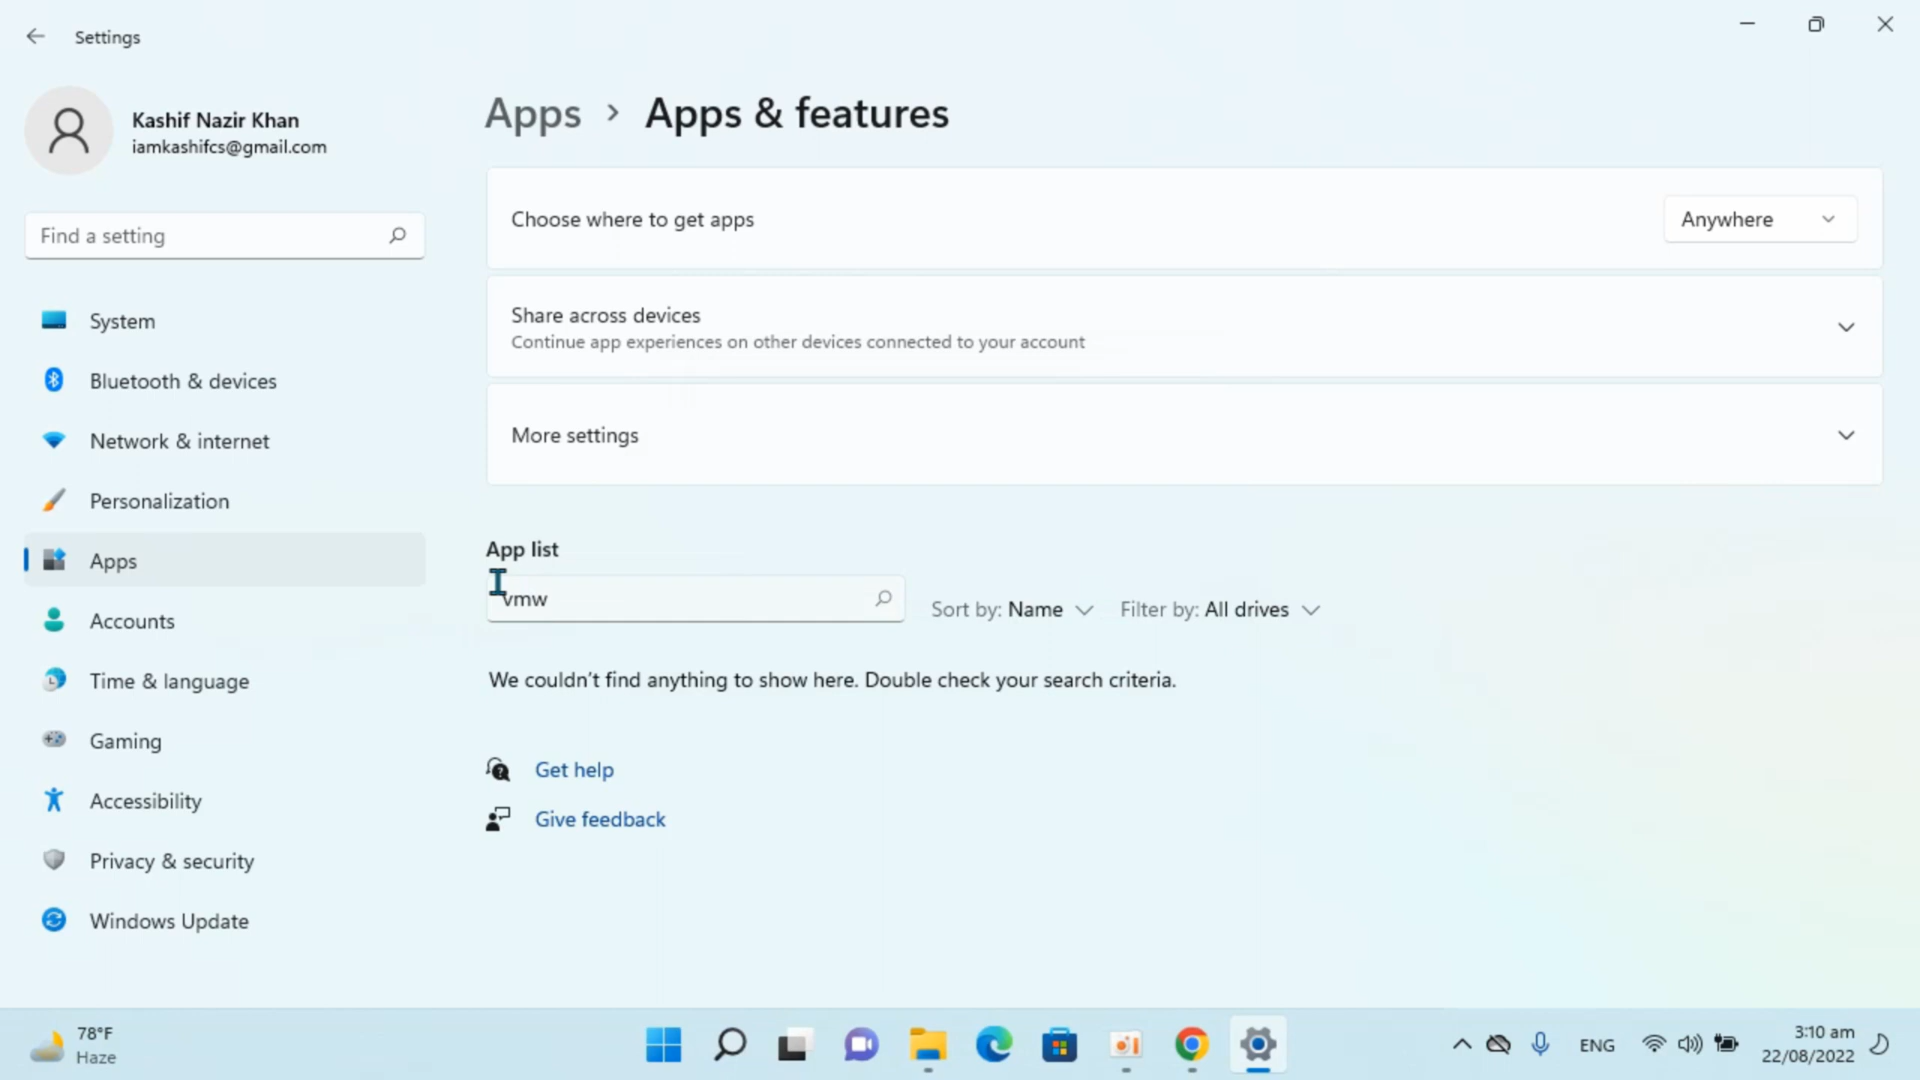 Settings
Kashif Nazir Khan
iamkashifcs@gmail.com
Find a setting
System
Bluetooth & devices
Network & internet
Personalization
Apps
Accounts
Time & language
Gaming
Accessibility
Privacy & security
Windows Update
Apps > Apps & features
Choose where to get apps
Anywhere
Share across devices
Continue app experiences on other devices connected to your account
More settings
App list
vmw
Sort by: Name
Filter by: All drives
We couldn't find anything to show here. Double check your search criteria.
Get help
Give feedback
78°F
Haze
ENG
3:10 am
22/08/2022